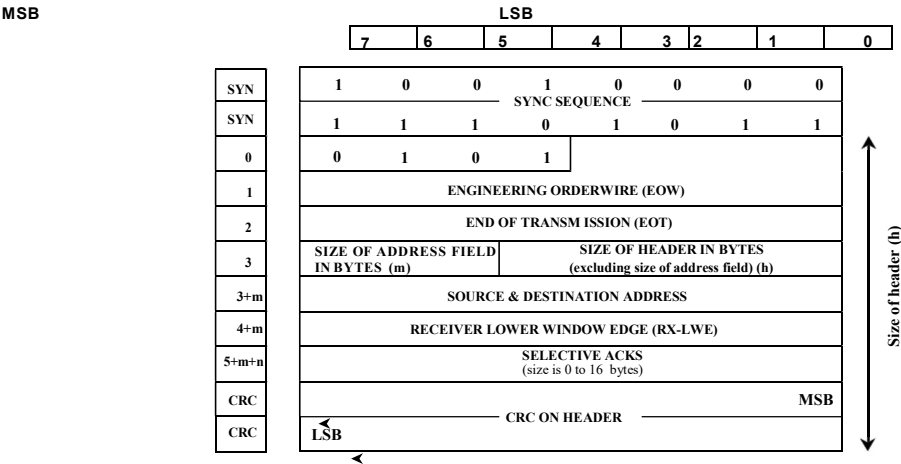 MSB LSB
7 6 5 4 3 2 1 0
SYN 1 0 0 1 0 0 0 0
SYNC SEQUENCE
SYN 1 1 1 0 1 0 1 1
0 0 1 0 1
1 ENGINEERING ORDERWIRE (EOW)
2 END OF TRANSM ISSION (EOT)
3 SIZE OF ADDRESS FIELD IN BYTES (m) SIZE OF HEADER IN BYTES (excluding size of address field) (h)
3+m SOURCE & DESTINATION ADDRESS
4+m RECEIVER LOWER WINDOW EDGE (RX-LWE)
5+m+n SELECTIVE ACKS
(size is 0 to 16 bytes)
CRC MSB
CRC ON HEADER
CRC LSB
Size of header (h)